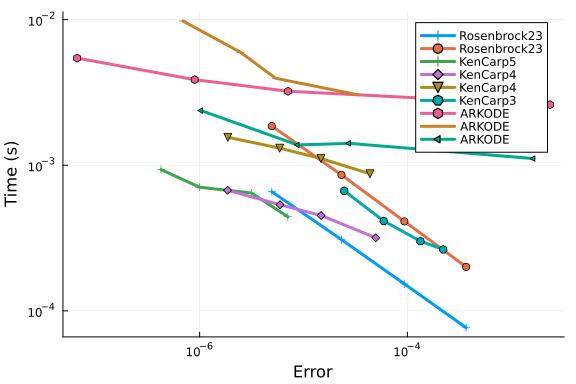 10⁻²
Rosenbrock23
Rosenbrock23
KenCarp5
KenCarp4
KenCarp4
KenCarp3
ARKODE
ARKODE
ARKODE
Time (s)
10⁻³
10⁻⁴
10⁻⁶
10⁻⁴
Error